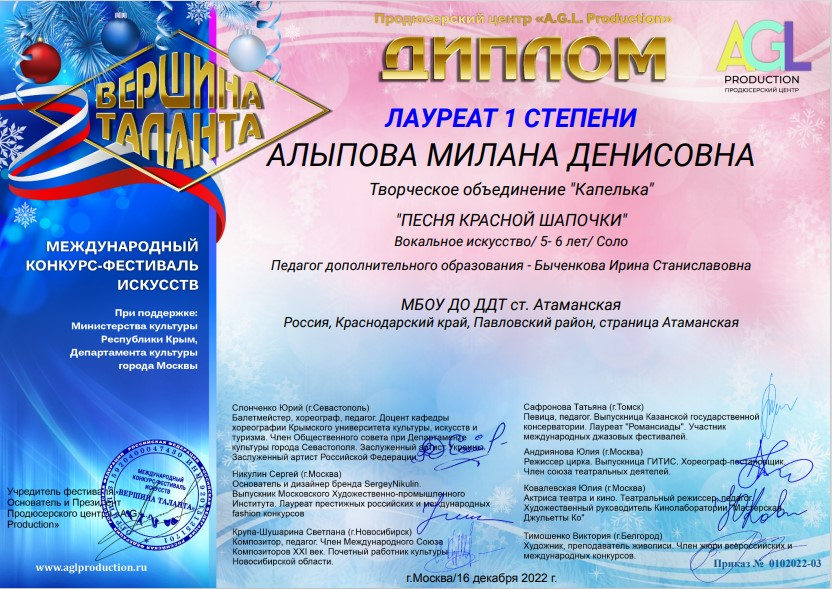 Продюсерский центр «A.G.L. Production»
ДИПЛОМ
AGL
PRODUCTION
ПРОДЮСЕРСКИЙ ЦЕНТР
ВЕРШИНА
ТАЛАНТА
ЛАУРЕАТ 1 СТЕПЕНИ
АЛЫПОВА МИЛАНА ДЕНИСОВНА
Творческое объединение "Капелька"
"ПЕСНЯ КРАСНОЙ ШАПОЧКИ"
Вокальное искусство/ 5- 6 лет/ Соло
Педагог дополнительного образования - Быченкова Ирина Станиславовна
МБОУ ДО ДДТ ст. Атаманская
Россия, Краснодарский край, Павловский район, страница Атаманская
МЕЖДУНАРОДНЫЙ
КОНКУРС-ФЕСТИВАЛЬ
ИСКУССТВ
При поддержке:
Министерства культуры
Республики Крым,
Департамента культуры
города Москвы
Учредитель фестиваля
Основатель и Президент
Продюсерского центра «A.G.L.
Production»
МЕЖДУНАРОДНЫЙ
КОНКУРС-ФЕСТИВАЛЬ
ИСКУССТВ
«ВЕРШИНА ТАЛАНТА»
www.aglproduction.ru
Слонченко Юрий (г.Севастополь)
Балетмейстер, хореограф, педагог. Доцент кафедры
хореографии Крымского университета культуры, искусств и
туризма. Член Общественного совета при Департаменте
культуры города Севастополя. Заслуженный артист Украины.
Заслуженный артист Российской Федерации
Никулин Сергей (г.Москва)
Основатель и дизайнер бренда SergeyNikulin.
Выпускник Московского Художественно-промышленного
Института. Лауреат престижных российских и международных
fashion конкурсов
Крупа-Шушарина Светлана (г.Новосибирск)
Композитор, педагог. Член Международного Союза
Композиторов XXI век. Почетный работник культуры
Новосибирской области.
Сафронова Татьяна (г.Томск)
Певица, педагог. Выпускница Казанской государственной
консерватории. Лауреат "Романсиады". Участник
международных джазовых фестивалей.
Андриянова Юлия (г.Москва)
Режиссер цирка. Выпускница ГИТИС. Хореограф-постановщик
Член союза театральных деятелей.
Ковалевская Юлия (г.Москва)
Актриса театра и кино. Театральный режиссер, педагог.
Художественный руководитель Кинолаборатории "Мастерская
Джульетты Ко"
Тимошенко Виктория (г.Белгород)
Художник, преподаватель живописи. Член жюри всероссийских и
международных конкурсов.
Приказ № 0102022-03
г.Москва/16 декабря 2022 г.